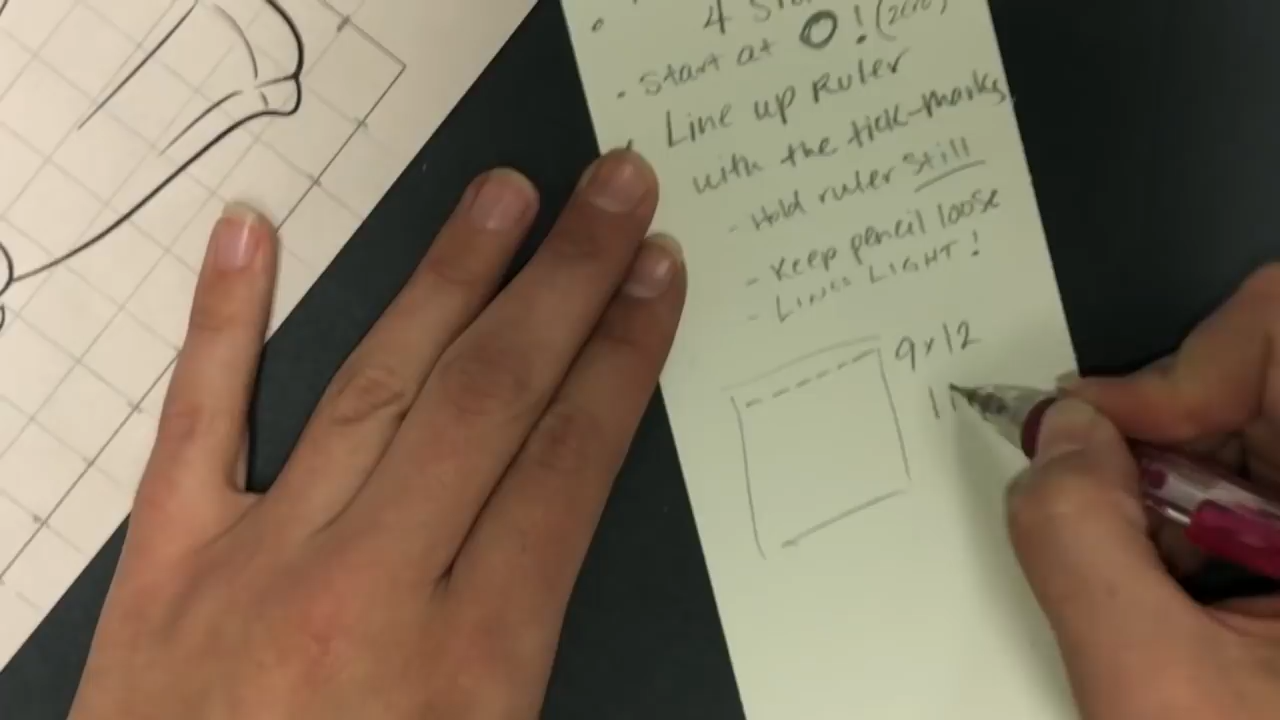 4
start at 0! (zero)
Line up Ruler
with the tick-marks
- Hold ruler still
- Keep pencil loose
- LINES LIGHT!
9x12